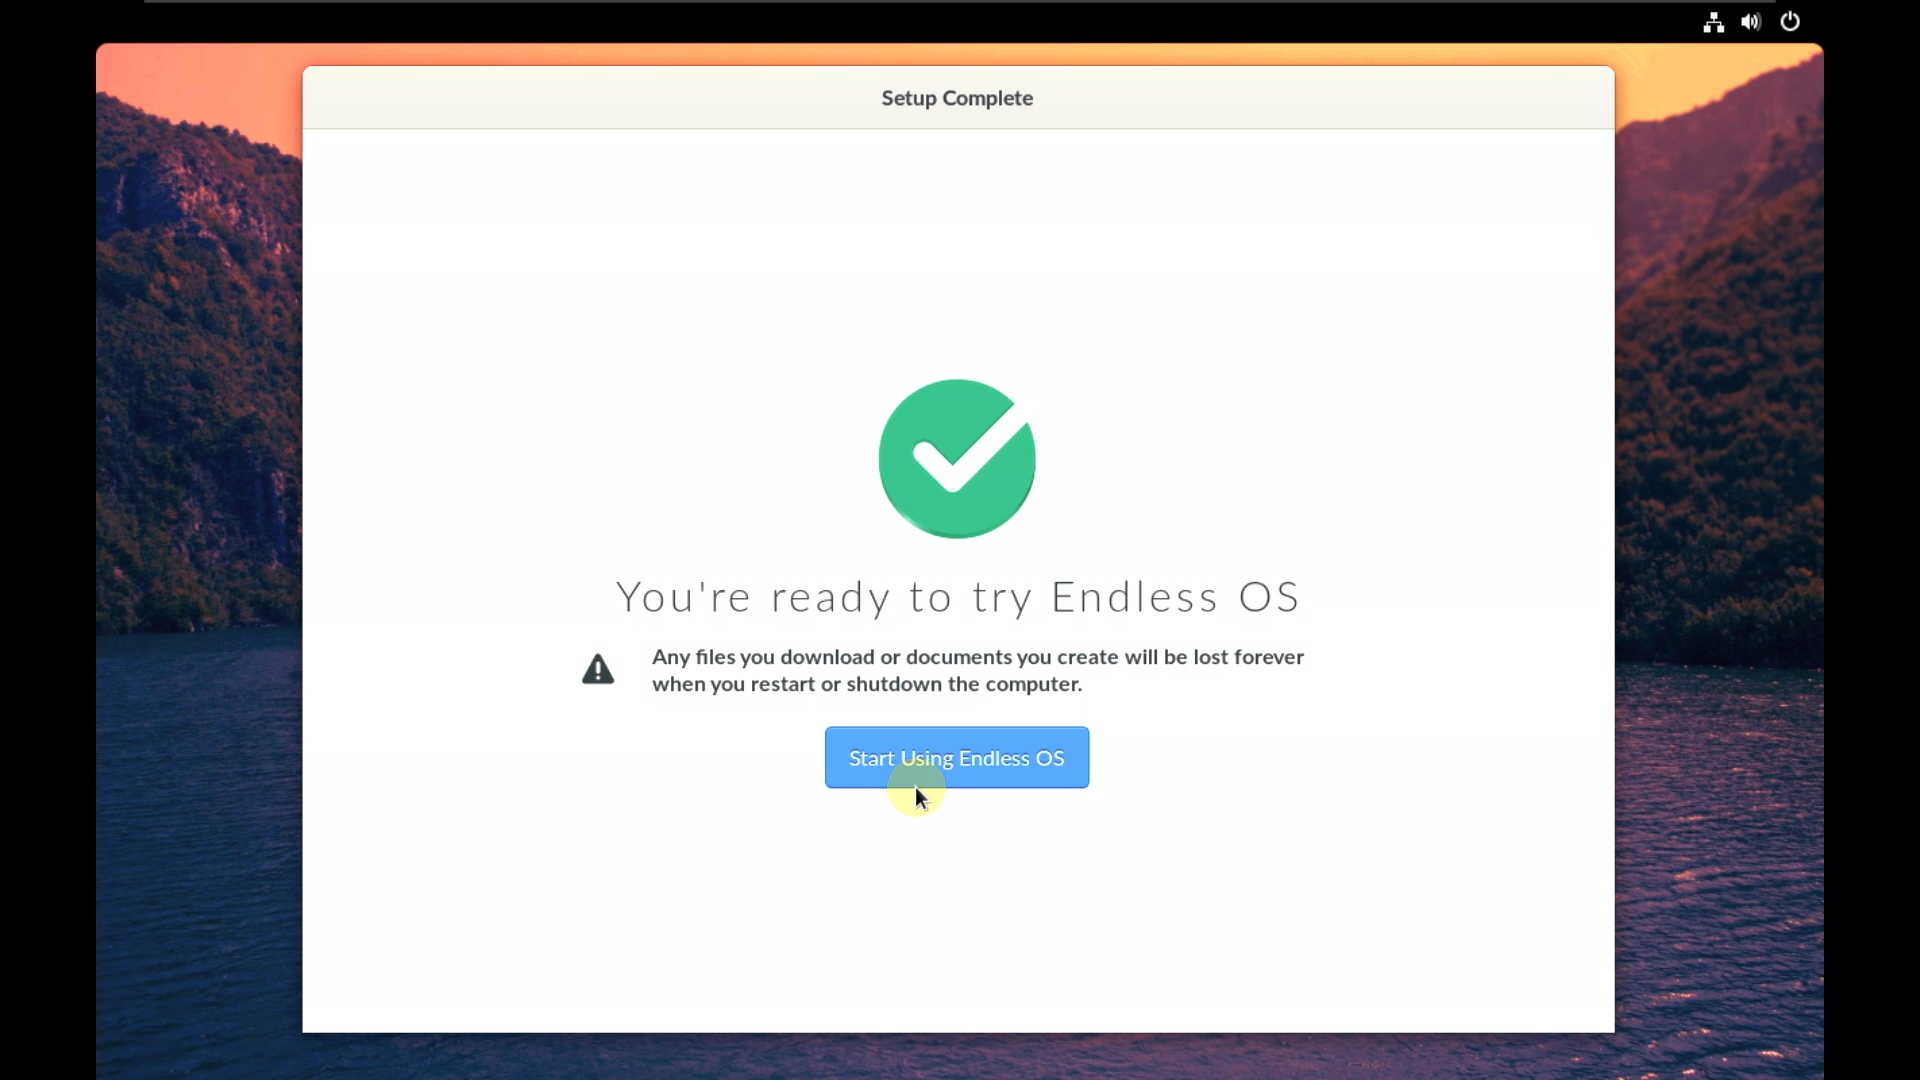 Setup Complete
You're ready to try Endless OS
Any files you download or documents you create will be lost forever
when you restart or shutdown the computer.
Start Using Endless OS